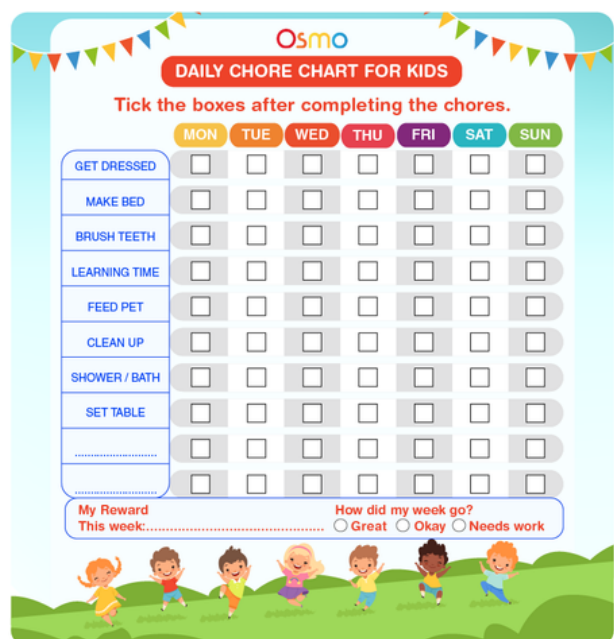 Osmo
DAILY CHORE CHART FOR KIDS
Tick the boxes after completing the chores.
MON TUE WED THU FRI SAT SUN
GET DRESSED
MAKE BED
BRUSH TEETH
LEARNING TIME
FEED PET
CLEAN UP
SHOWER / BATH
SET TABLE
............................
............................
My Reward How did my week go?
This week:............................................ Great Okay Needs work